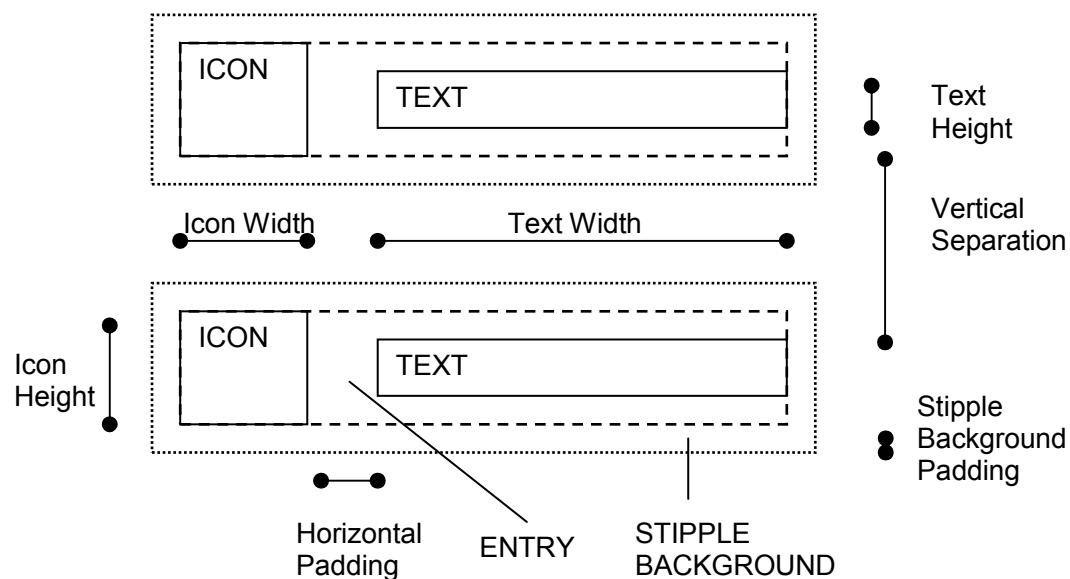 ICON
TEXT
Text
Height
Icon Width
Text Width
Vertical
Separation
ICON
TEXT
Icon
Height
Stipple
Background
Padding
Horizontal
Padding
ENTRY
STIPPLE
BACKGROUND